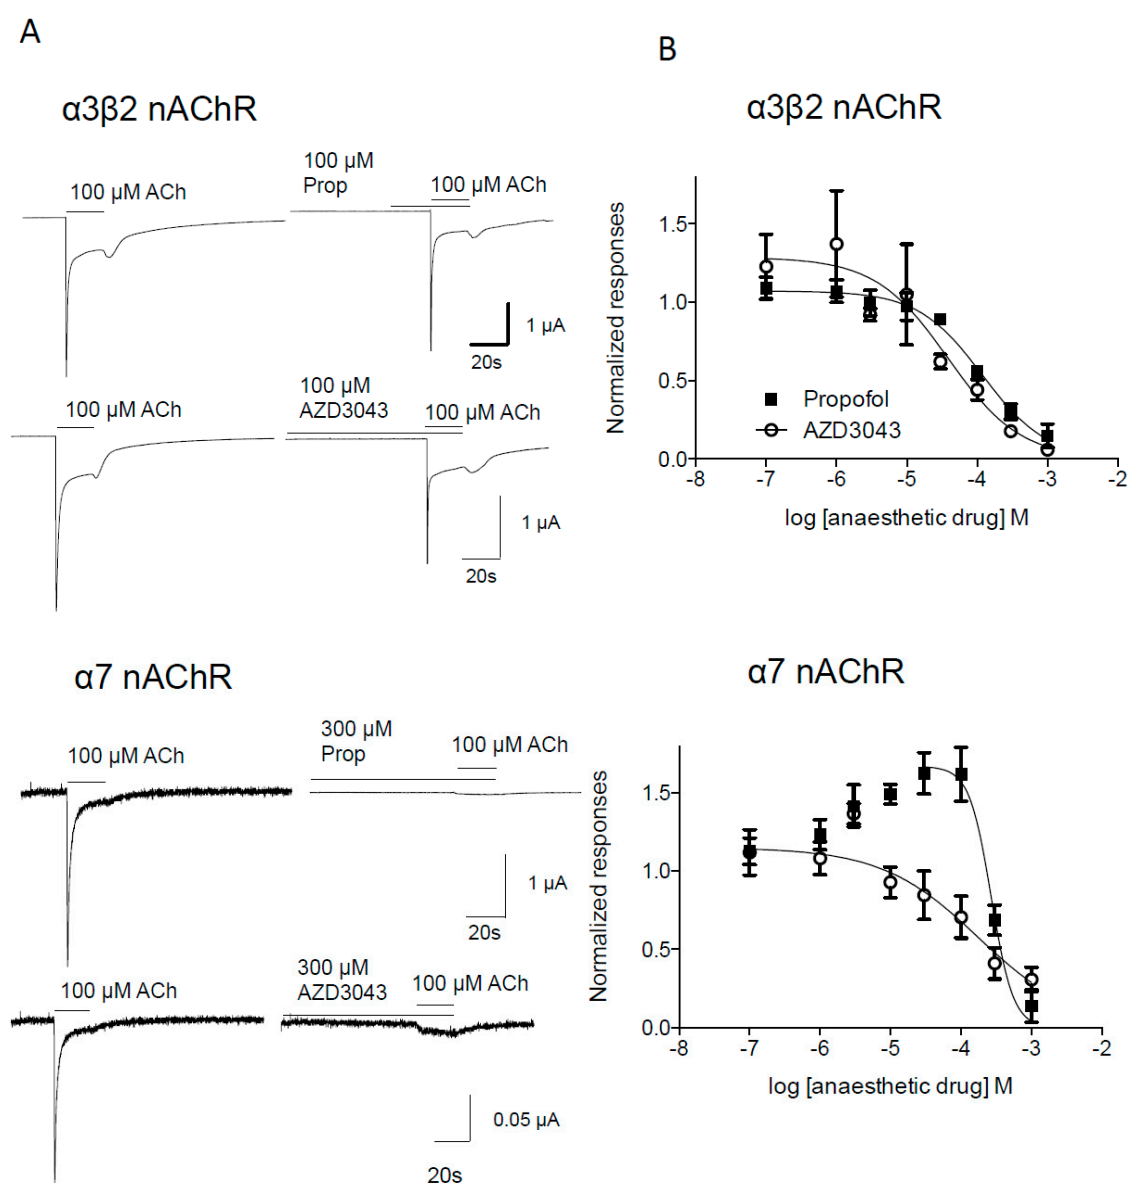 A
α3β2 nAChR
100 µM ACh
100 µM
Prop
100 µM ACh
1 µA
20s
100 µM ACh
100 µM
AZD3043
100 µM ACh
1 µA
20s
α7 nAChR
100 µM ACh
300 µM
Prop
100 µM ACh
1 µA
20s
100 µM ACh
300 µM
AZD3043
100 µM ACh
0.05 µA
20s
B
α3β2 nAChR
Normalized responses
1.5
1.0
0.5
0.0
Propofol
AZD3043
-8 -7 -6 -5 -4 -3 -2
log [anaesthetic drug] M
α7 nAChR
Normalized responses
1.5
1.0
0.5
0.0
-8 -7 -6 -5 -4 -3 -2
log [anaesthetic drug] M